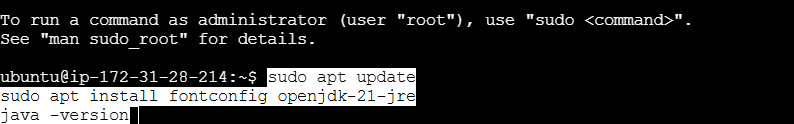 To run a command as administrator (user "root"), use "sudo <command>".
See "man sudo_root" for details.
ubuntu@ip-172-31-28-214:~$ sudo apt update
sudo apt install fontconfig openjdk-21-jre
java -version